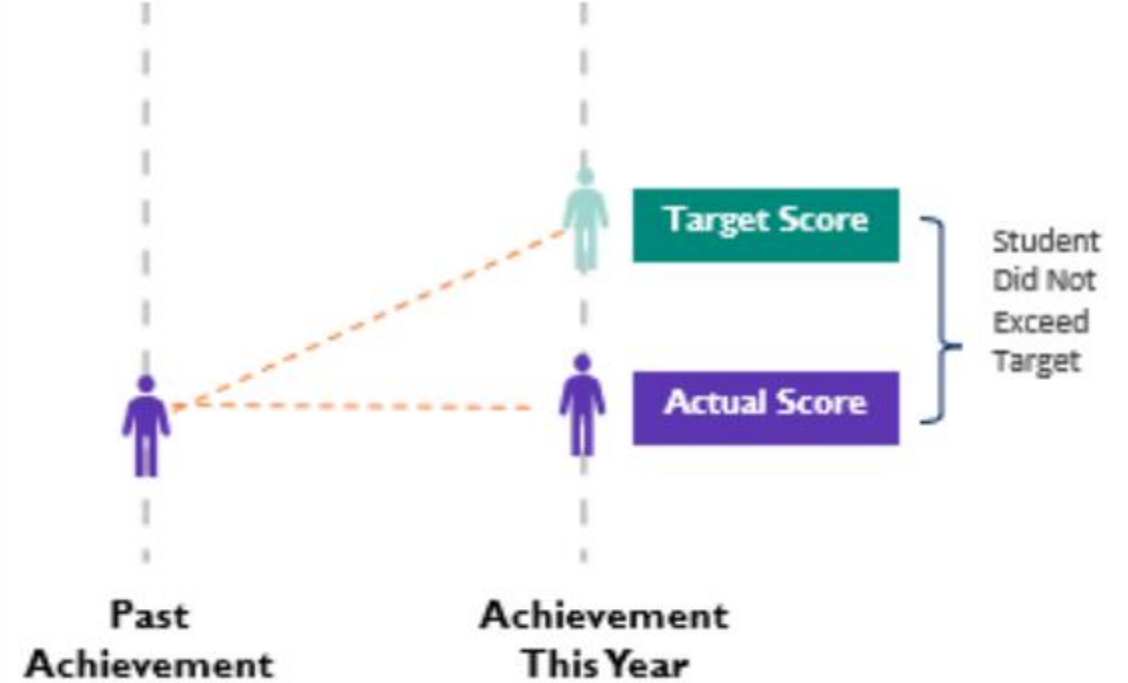 Target Score
Student
Did Not
Exceed
Target
Actual Score
Past
Achievement
Achievement
This Year